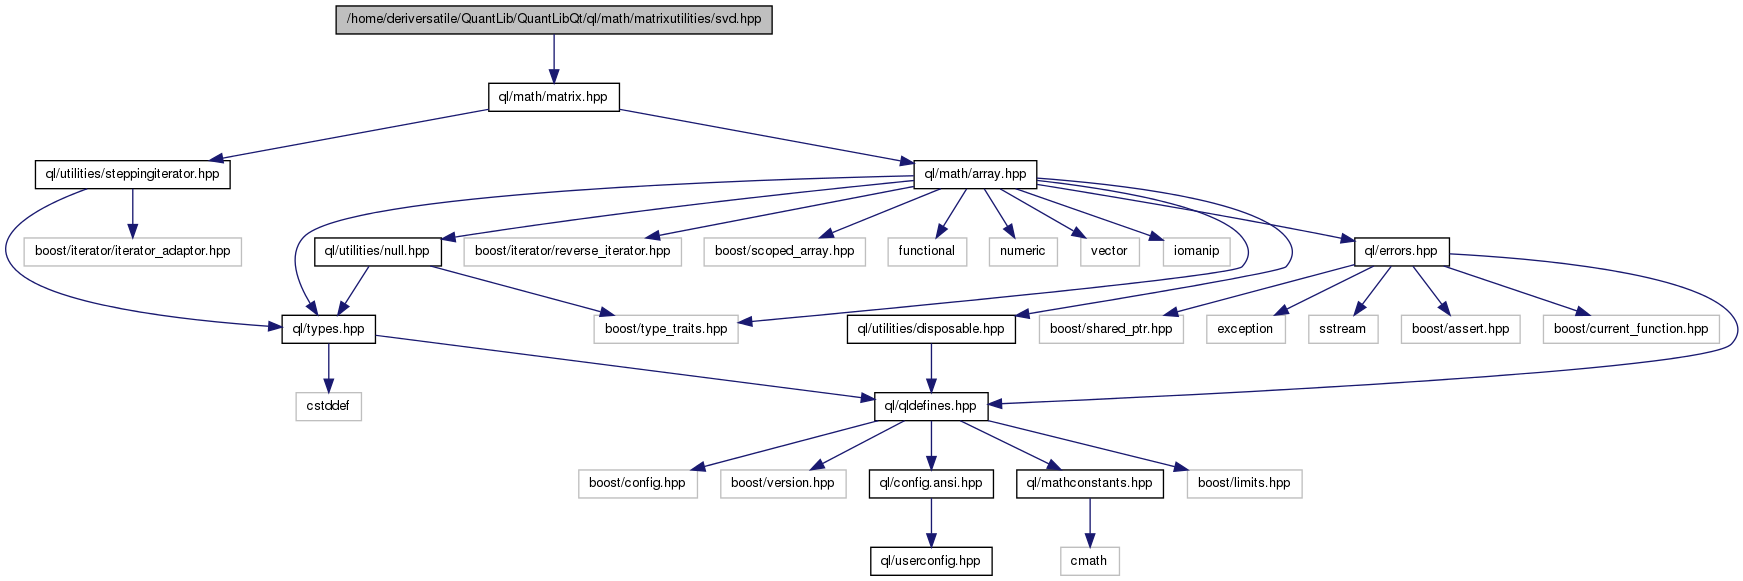 /home/deriversatile/QuantLib/QuantLibQt/ql/math/matrixutilities/svd.hpp
ql/math/matrix.hpp
ql/utilities/steppingiterator.hpp
ql/math/array.hpp
boost/iterator/iterator_adaptor.hpp
ql/utilities/null.hpp
boost/iterator/reverse_iterator.hpp
boost/scoped_array.hpp
functional
numeric
vector
iomanip
ql/errors.hpp
ql/types.hpp
boost/type_traits.hpp
ql/utilities/disposable.hpp
boost/shared_ptr.hpp
exception
sstream
boost/assert.hpp
boost/current_function.hpp
cstddef
ql/qldefines.hpp
boost/config.hpp
boost/version.hpp
ql/config.ansi.hpp
ql/mathconstants.hpp
boost/limits.hpp
ql/userconfig.hpp
cmath